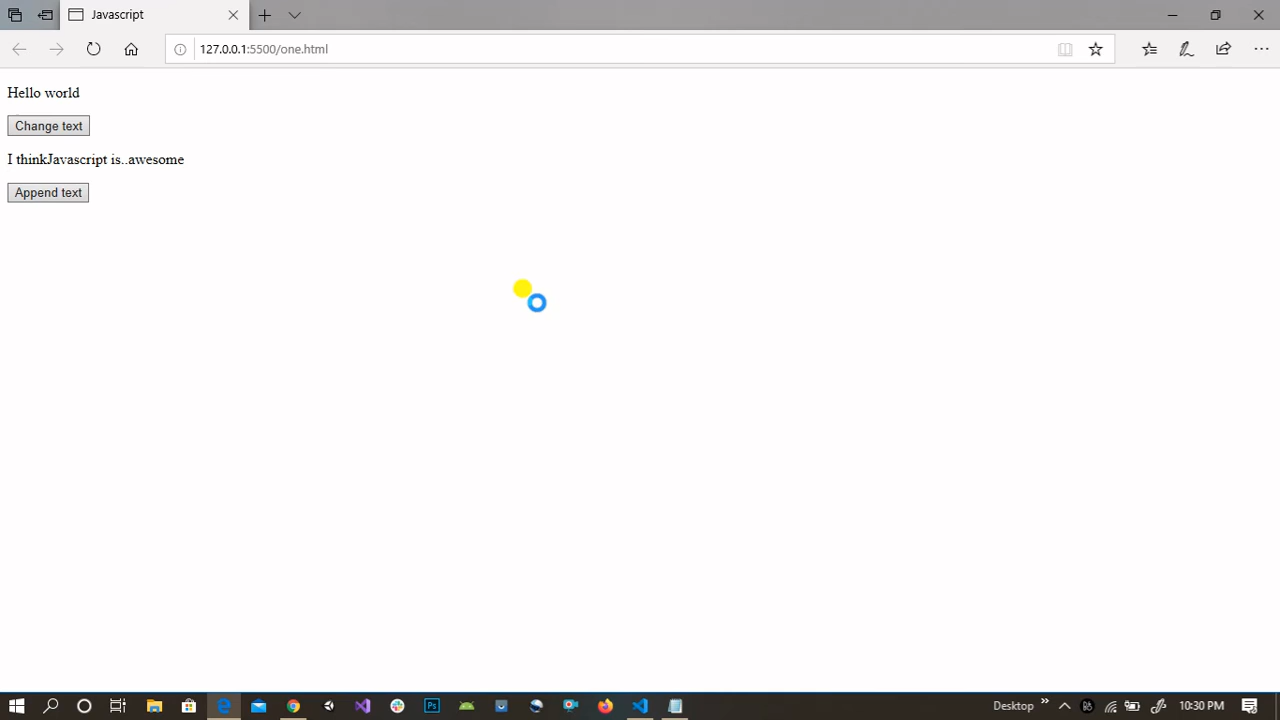 Javascript
127.0.0.1:5500/one.html
Hello world
Change text
I thinkJavascript is..awesome
Append text
Ps
Desktop
10:30 PM